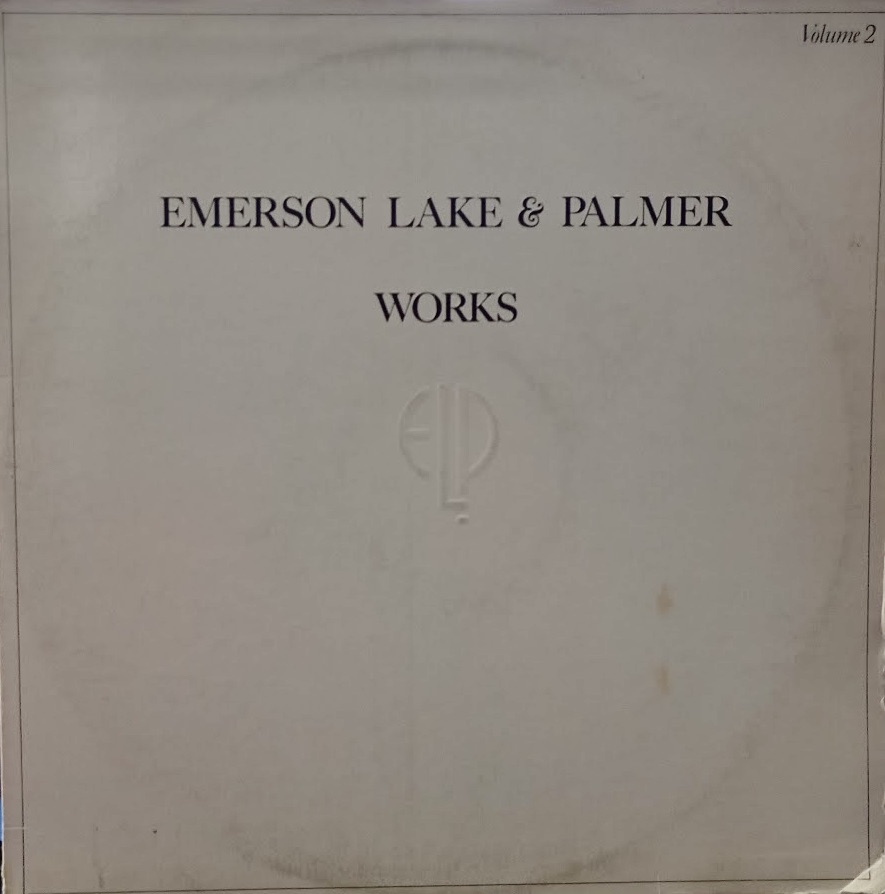 Volume 2
EMERSON LAKE & PALMER
WORKS
ELP